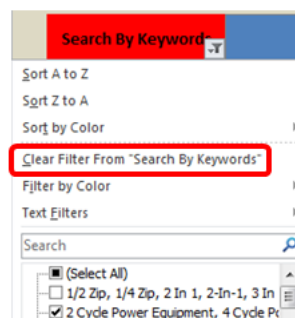 Search By Keywords
Sort A to Z
Sort Z to A
Sort by Color
Clear Filter From "Search By Keywords"
Filter by Color
Text Filters
Search
(Select All)
1/2 Zip, 1/4 Zip, 2 In 1, 2-In-1, 3 In
2 Cycle Power Equipment, 4 Cycle